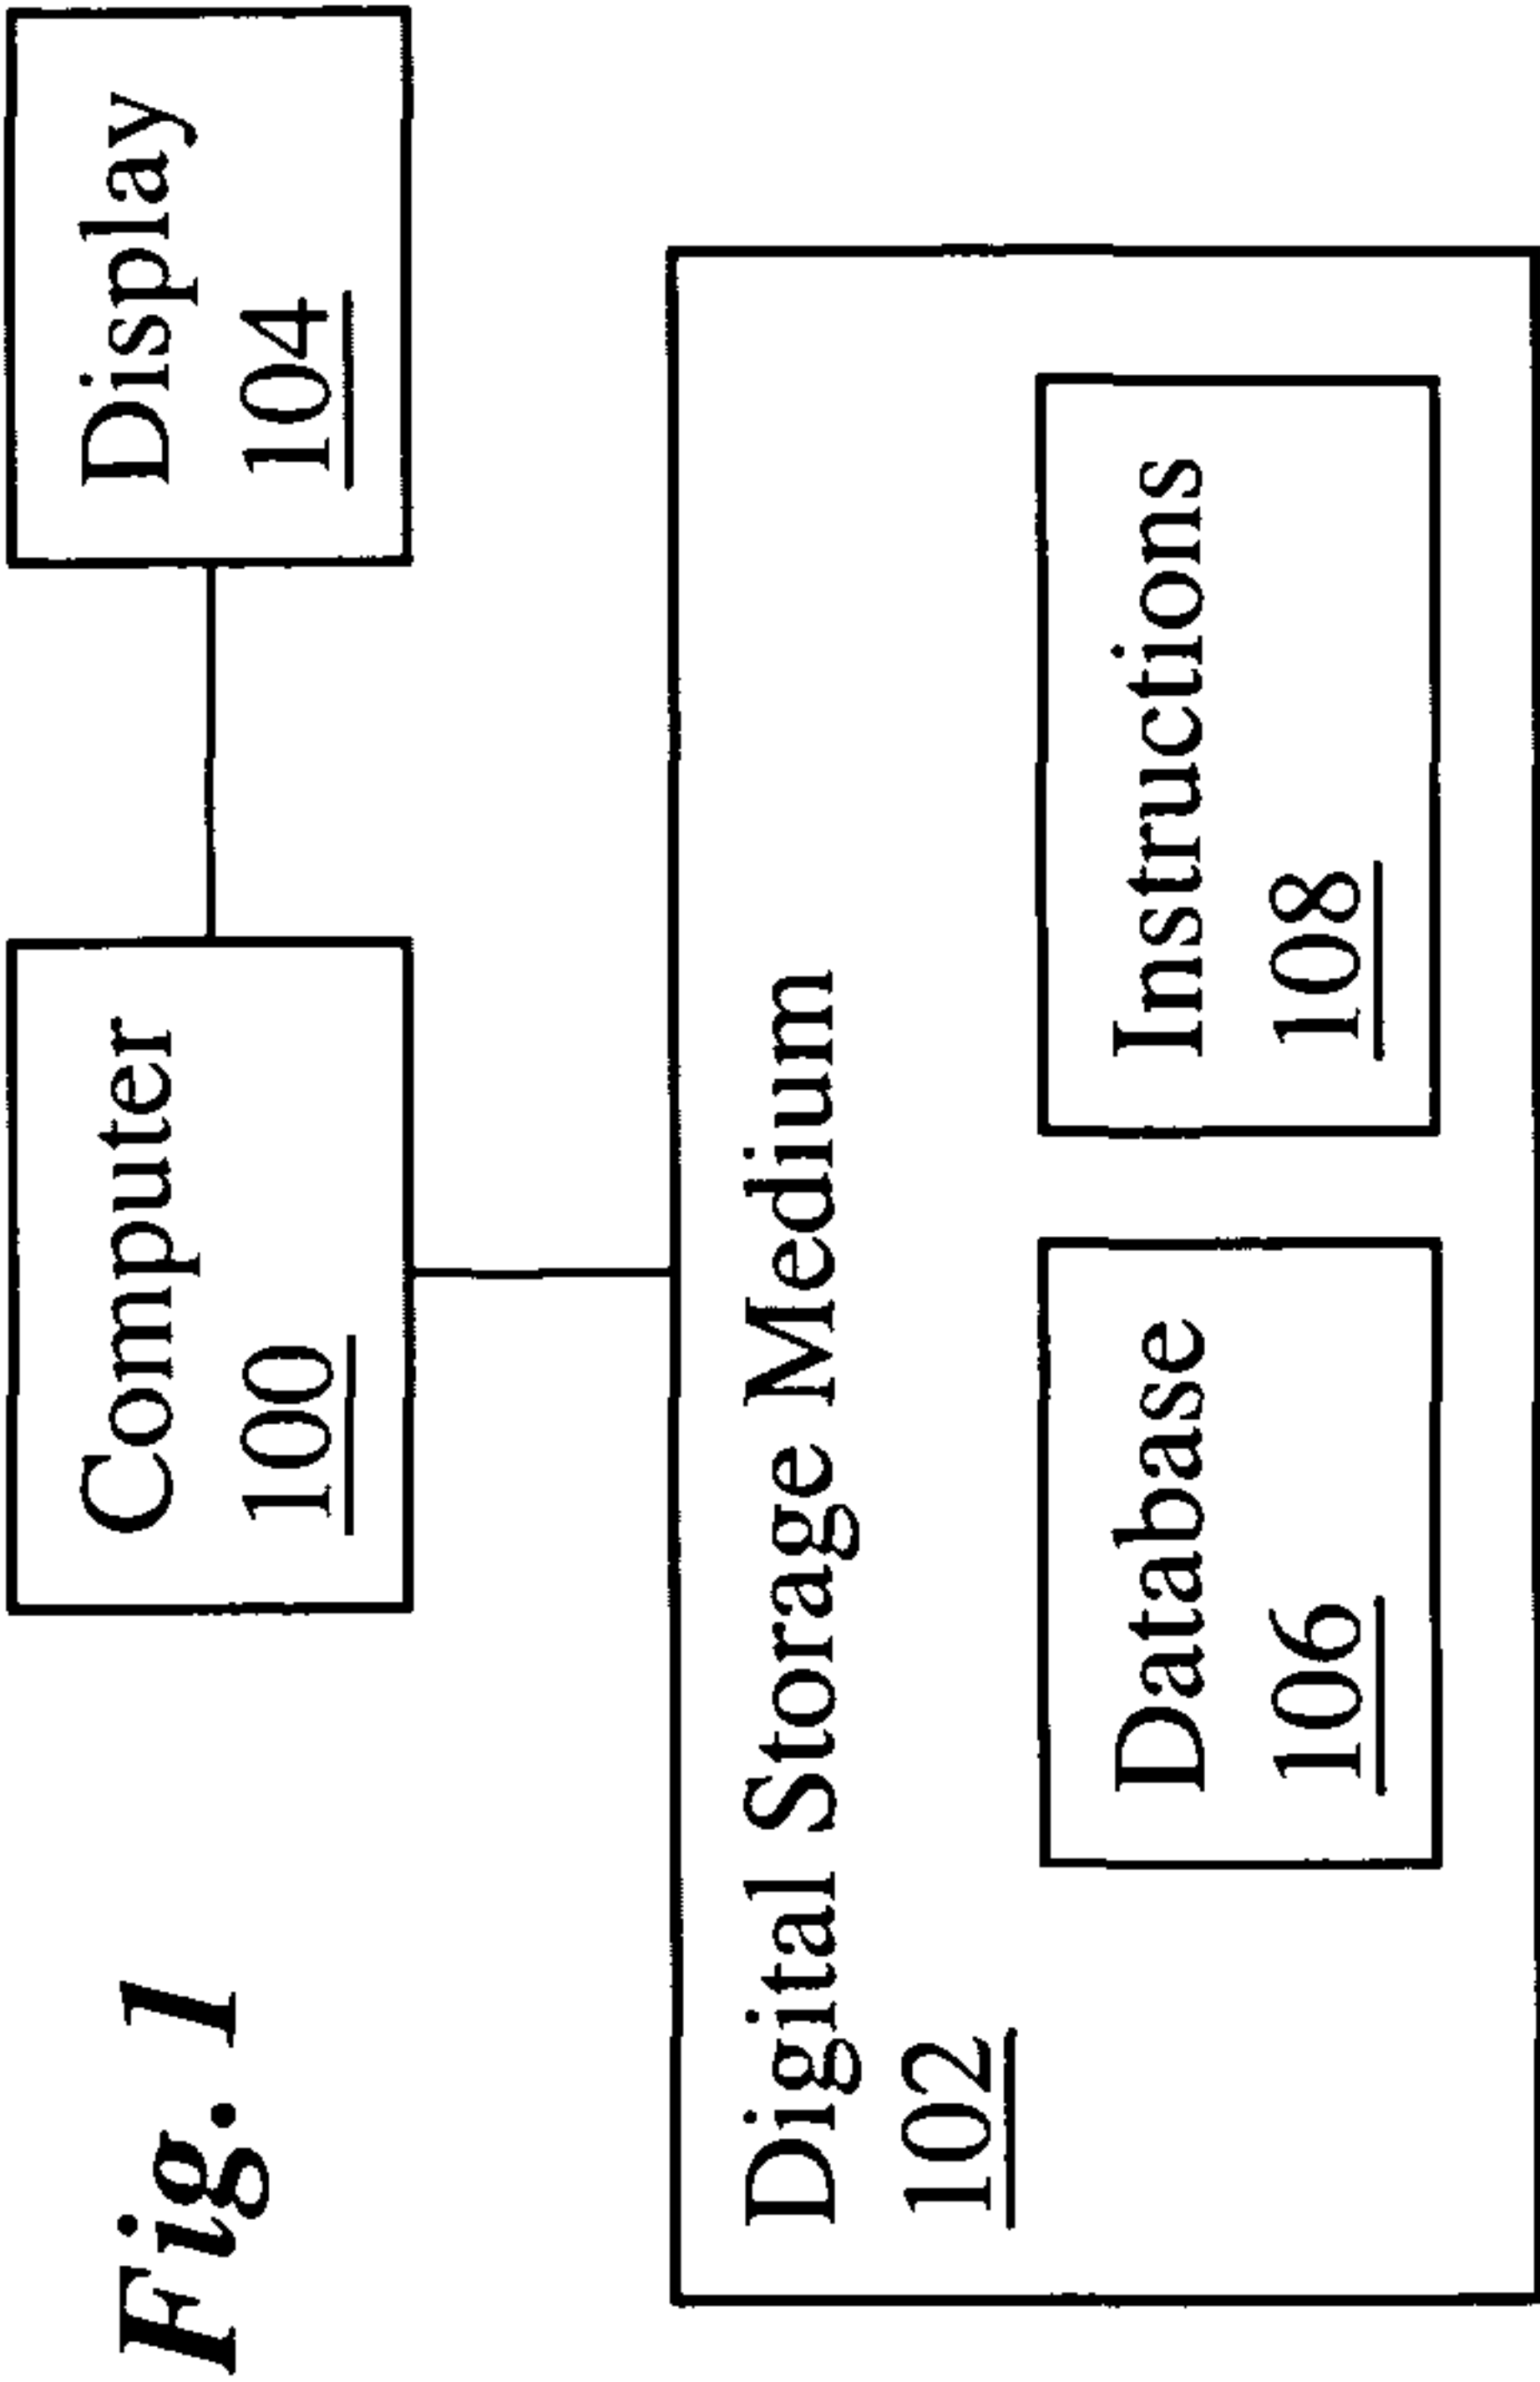 Fig. 1
Computer
100
Display
104
Digital Storage Medium
102
Database
106
Instructions
108